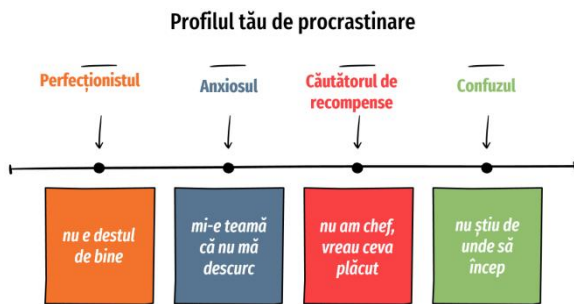 Profilul tău de procrastinare
Perfecționistul
Anxiosul
Căutătorul de
recompense
Confuzul
nu e destul
de bine
mi-e teamă
că nu mă
descurc
nu am chef,
vreau ceva
plăcut
nu știu de
unde să
încep